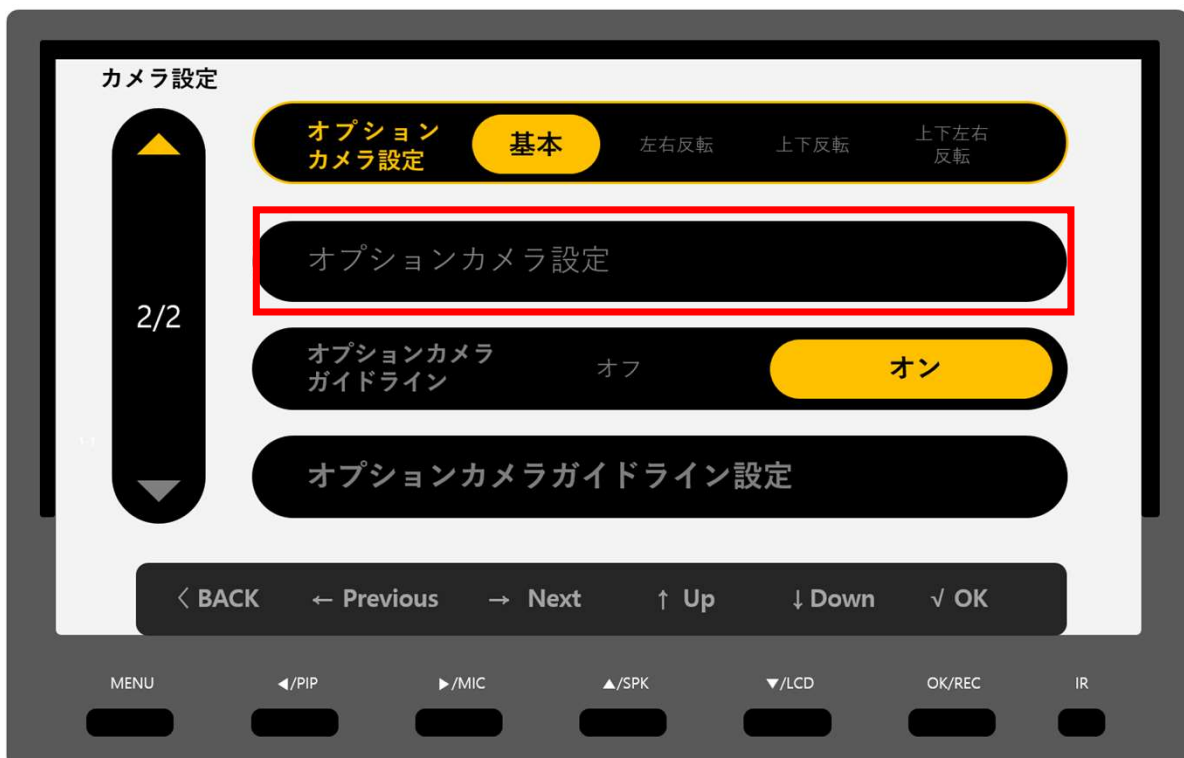 カメラ設定
オプション
カメラ設定
基本
左右反転
上下反転
上下左右
反転
オプションカメラ設定
2/2
オプションカメラ
ガイドライン
オフ
オン
オプションカメラガイドライン設定
〈 BACK ← Previous → Next ↑ Up ↓ Down √ OK
MENU ◀/PIP ▶/MIC ▲/SPK ▼/LCD OK/REC IR